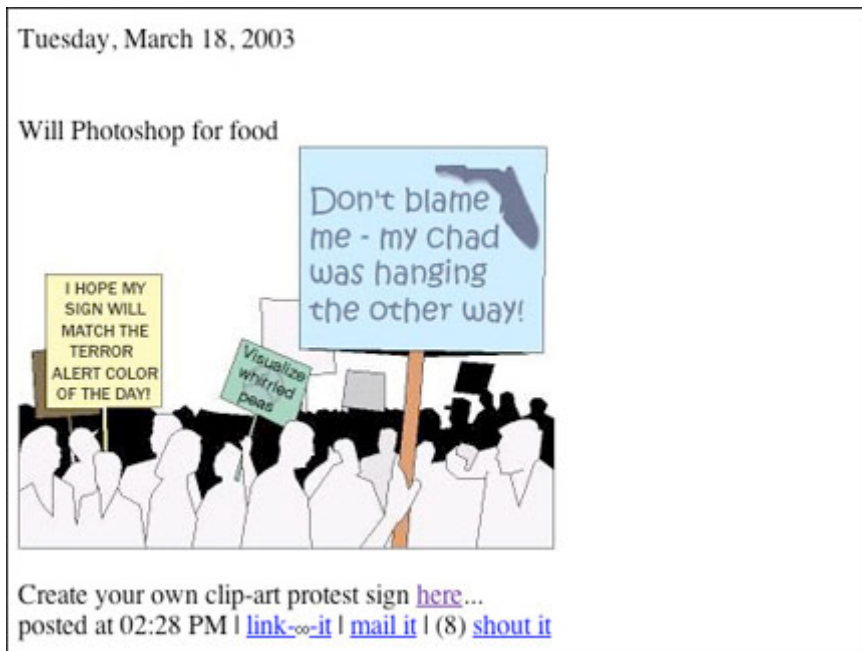 Tuesday, March 18, 2003
Will Photoshop for food
Don't blame
me - my chad
was hanging
the other way!
I HOPE MY
SIGN WILL
MATCH THE
TERROR
ALERT COLOR
OF THE DAY!
Visualize
whirried
peas
Create your own clip-art protest sign here...
posted at 02:28 PM | link-∞-it | mail it | (8) shout it